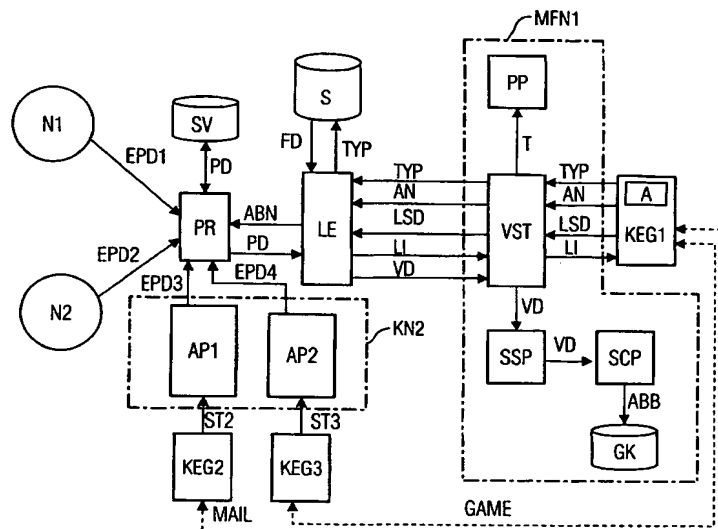 MFN1
S
PP
N1
SV
EPD1
PD
FD
TYP
T
TYP
TYP
AN
AN
A
ABN
LE
LSD
VST
LSD
KEG1
PR
PD
LI
LI
EPD2
EPD4
VD
EPD3
N2
VD
KN2
AP1
AP2
SSP
VD
SCP
ABB
ST2
ST3
GK
KEG2
KEG3
MAIL
GAME